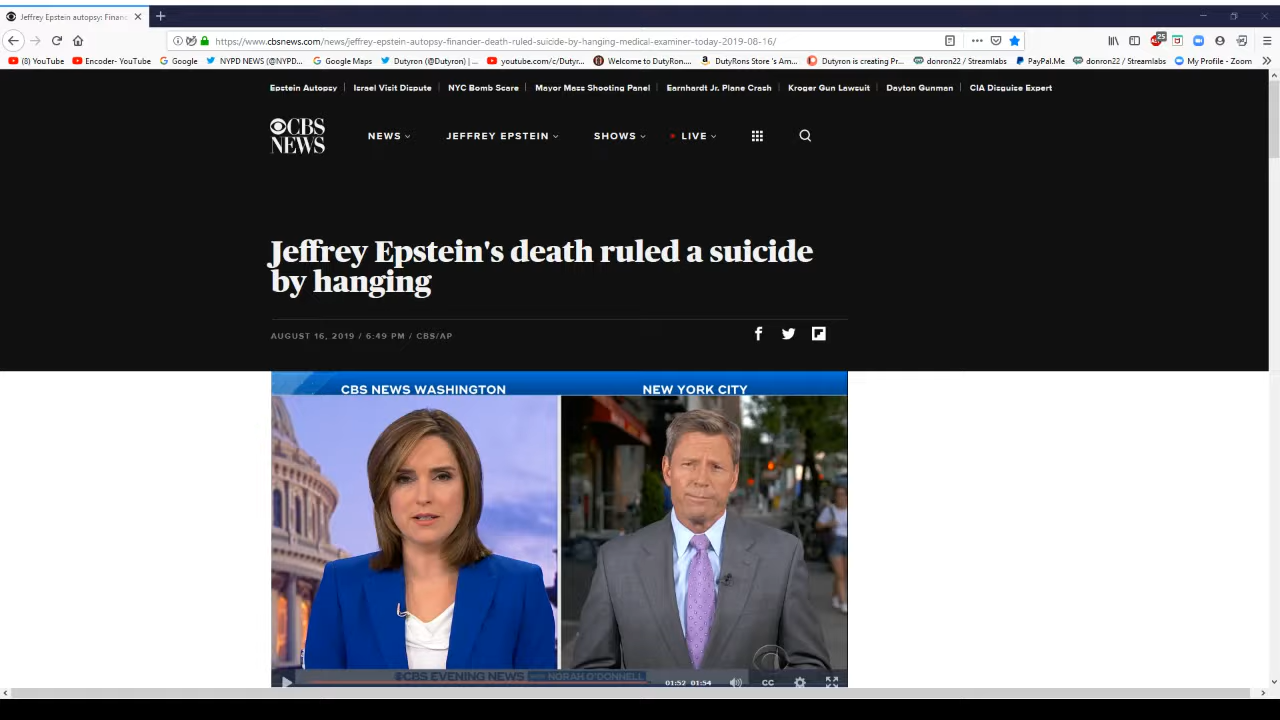 Jeffrey Epstein autopsy: Financ
https://www.cbsnews.com/news/jeffrey-epstein-autopsy-financier-death-ruled-suicide-by-hanging-medical-examiner-today-2019-08-16/
25
(8) YouTube
Encoder- YouTube
Google
NYPD NEWS (@NYPD...
Google Maps
Dutyron (@Dutyron) | ...
youtube.com/c/Dutyr...
Welcome to DutyRon....
DutyRons Store 's Am...
Dutyron is creating Pr...
donron22 / Streamlabs
PayPal.Me
donron22 / Streamlabs
My Profile - Zoom
Epstein Autopsy
Israel Visit Dispute
NYC Bomb Scare
Mayor Mass Shooting Panel
Earnhardt Jr. Plane Crash
Kroger Gun Lawsuit
Dayton Gunman
CIA Disguise Expert
CBS NEWS
NEWS
JEFFREY EPSTEIN
SHOWS
LIVE
Jeffrey Epstein's death ruled a suicide
by hanging
AUGUST 16, 2019 / 6:49 PM / CBS/AP
CBS NEWS WASHINGTON
NEW YORK CITY
CBS EVENING NEWS WITH NORAH O'DONNELL
01:52 01:54
CC